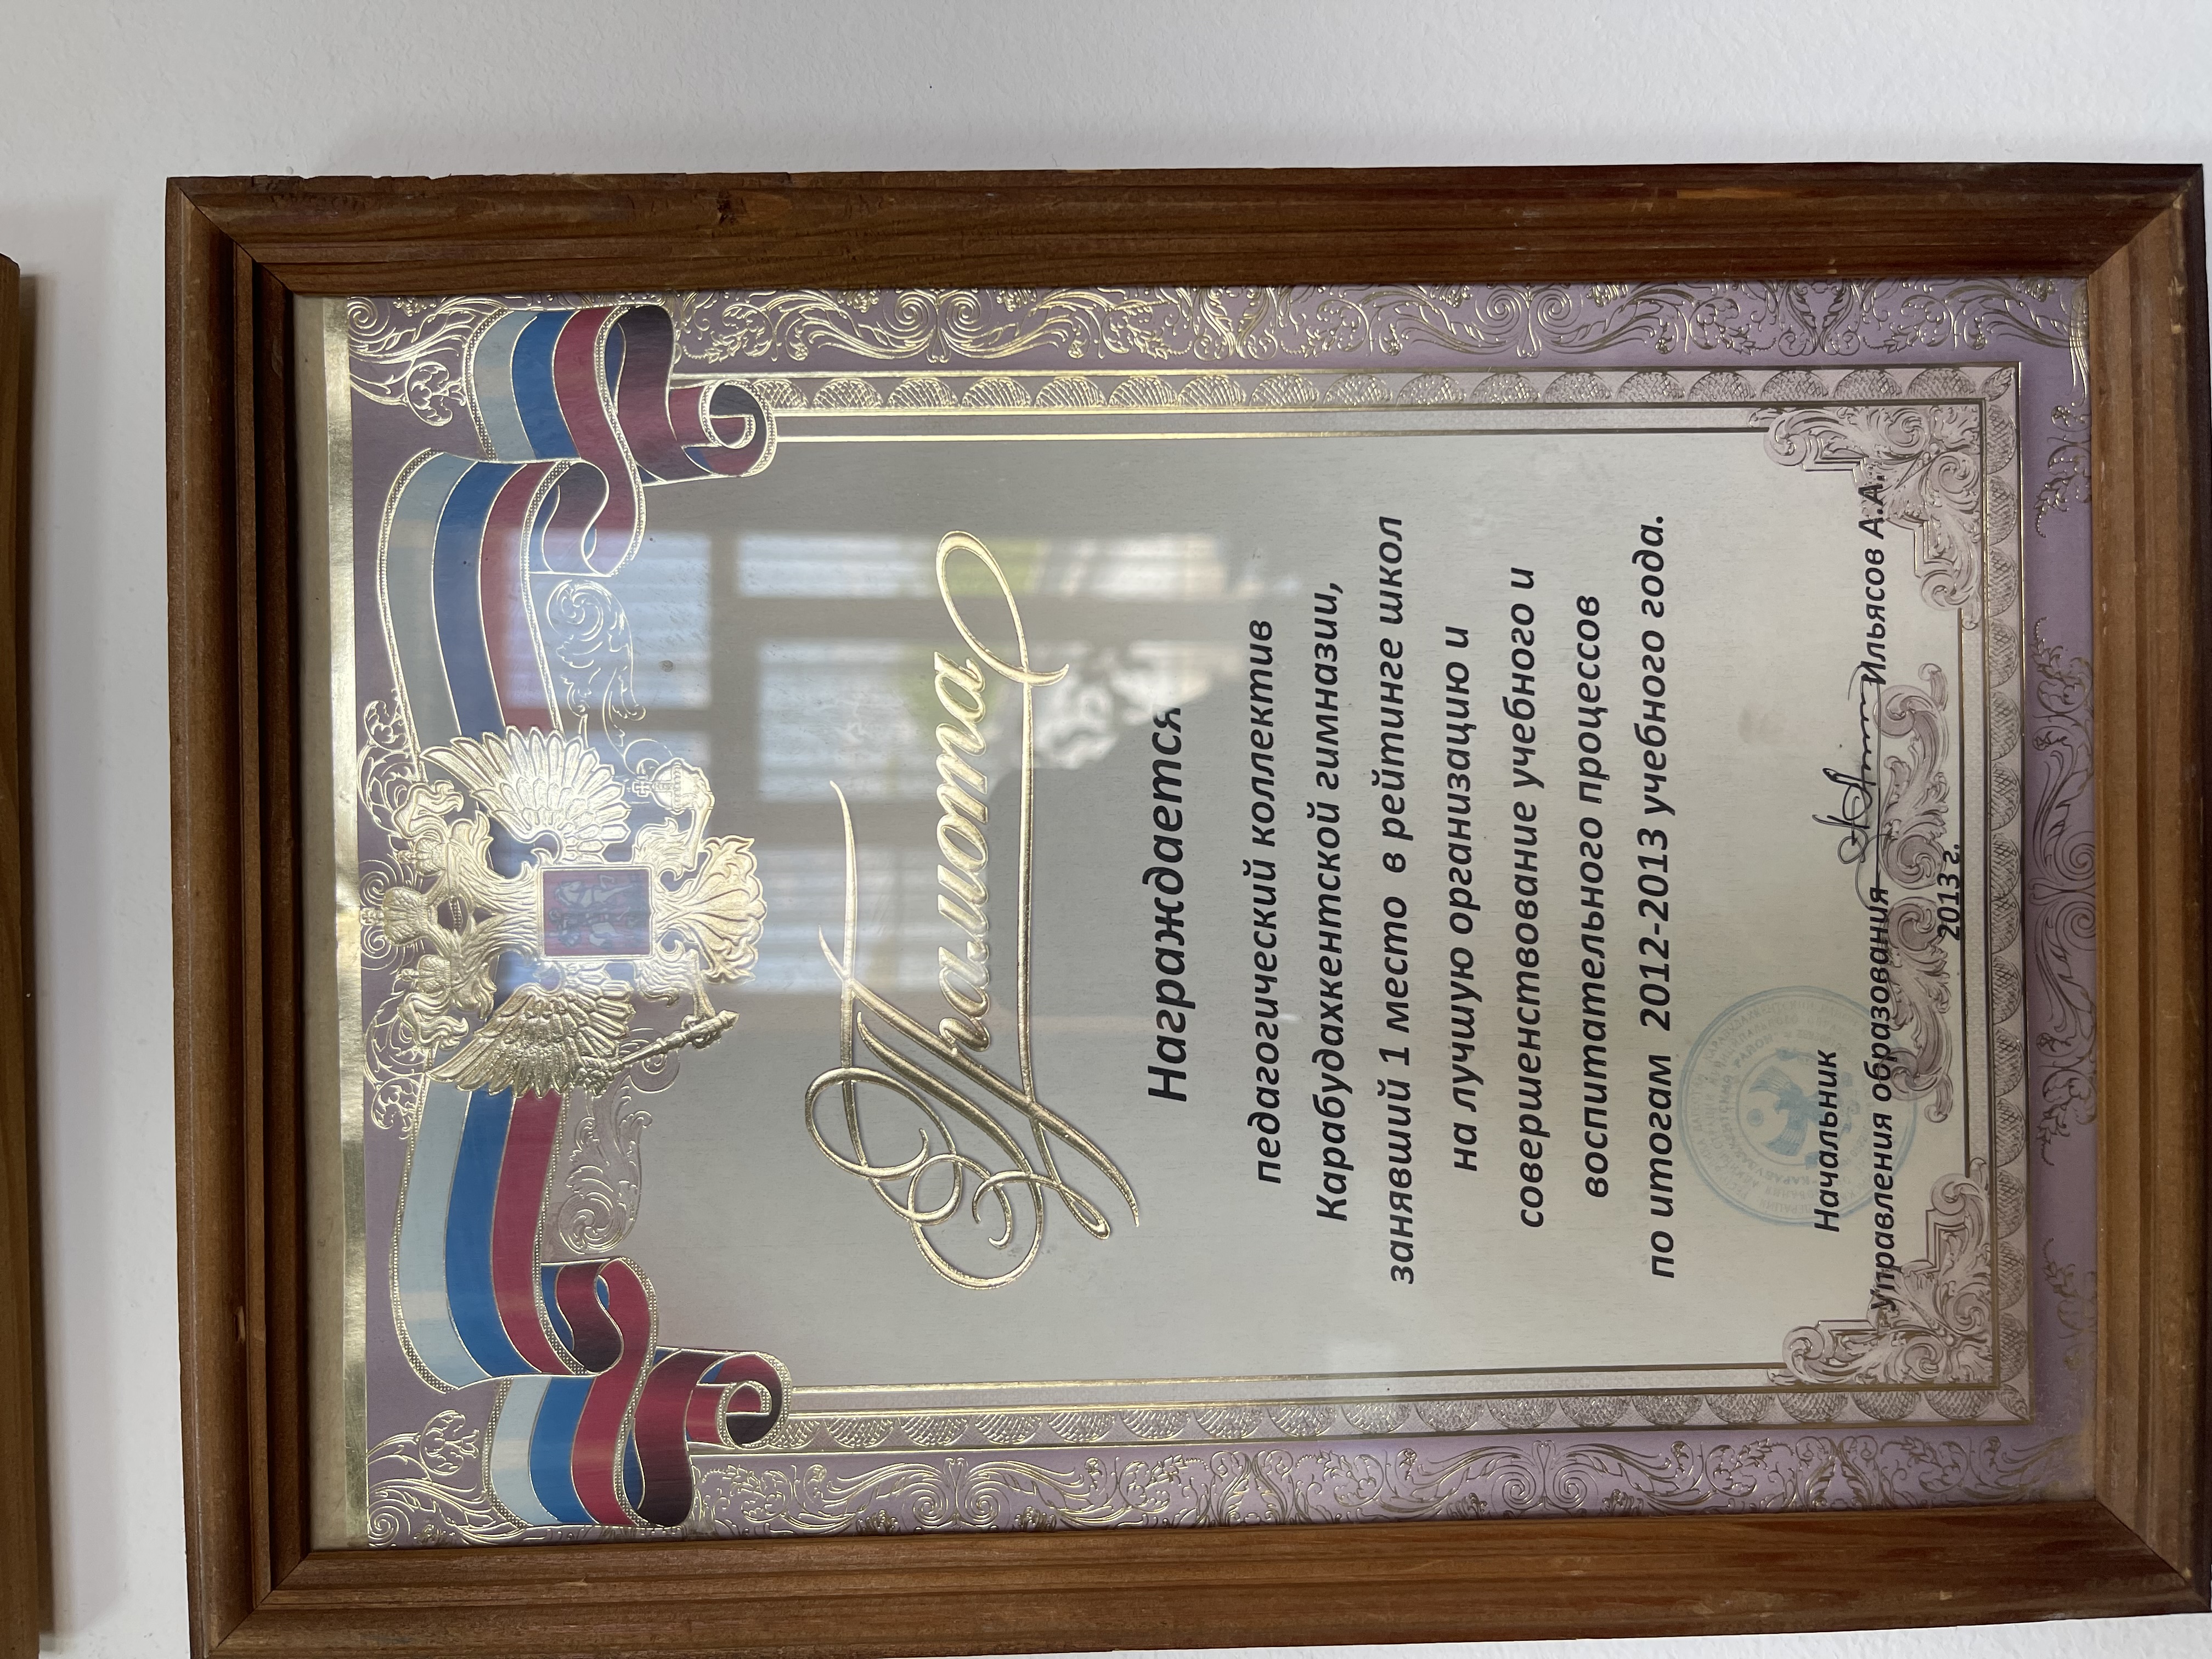 Грамота
Награждается
педагогический коллектив
Карабудахкентской гимназии,
занявший 1 место в рейтинге школ
на лучшую организацию и
совершенствование учебного и
воспитательного процессов
по итогам 2012-2013 учебного года.
Начальник
Управления образования Ильясов А.А.
2013 г.